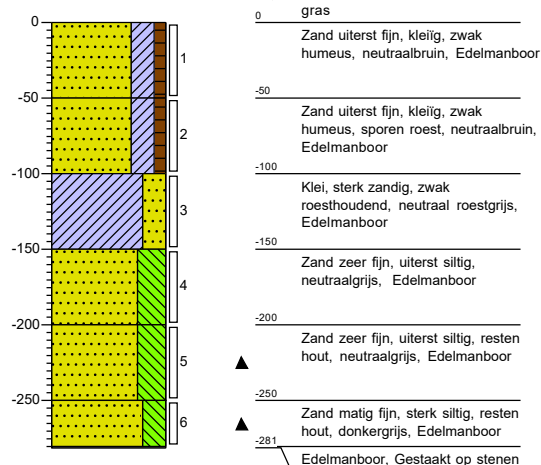 0
-50
-100
-150
-200
-250
1
2
3
4
5
6
0
gras
Zand uiterst fijn, kleiïg, zwak
humeus, neutraalbruin, Edelmanboor
-50
Zand uiterst fijn, kleiïg, zwak
humeus, sporen roest, neutraalbruin,
Edelmanboor
-100
Klei, sterk zandig, zwak
roesthoudend, neutraal roestgrijs,
Edelmanboor
-150
Zand zeer fijn, uiterst siltig,
neutraalgrijs, Edelmanboor
-200
Zand zeer fijn, uiterst siltig, resten
hout, neutraalgrijs, Edelmanboor
-250
Zand matig fijn, sterk siltig, resten
hout, donkergrijs, Edelmanboor
-281
Edelmanboor, Gestaakt op stenen